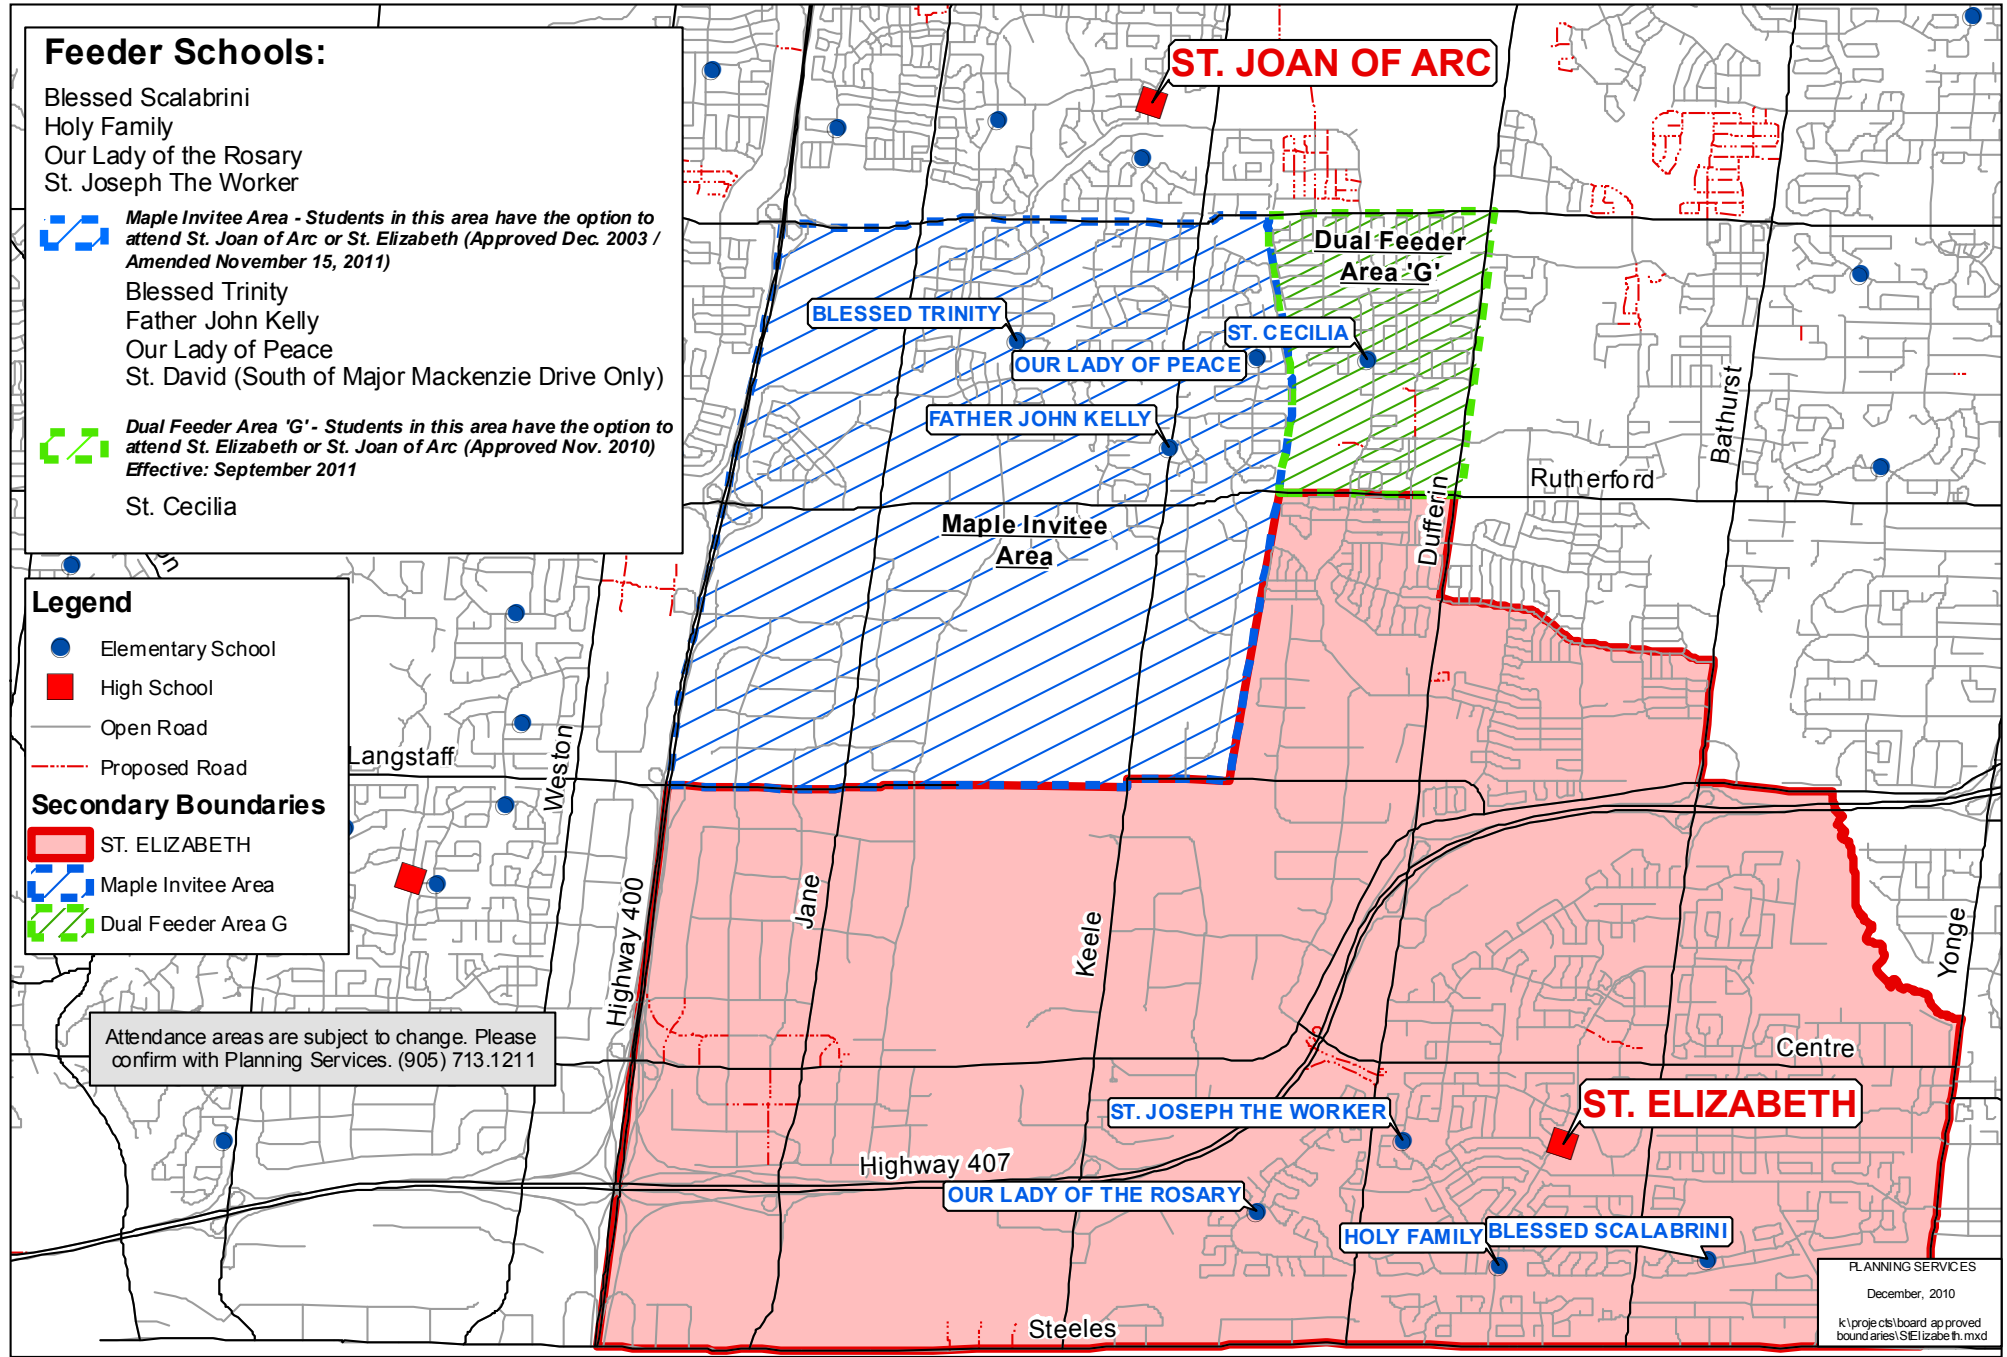 Feeder Schools:
Blessed Scalabrini
Holy Family
Our Lady of the Rosary
St. Joseph The Worker
Maple Invitee Area - Students in this area have the option to
attend St. Joan of Arc or St. Elizabeth (Approved Dec. 2003 /
Amended November 15, 2011)
Blessed Trinity
Father John Kelly
Our Lady of Peace
St. David (South of Major Mackenzie Drive Only)
Dual Feeder Area 'G' - Students in this area have the option to
attend St. Elizabeth or St. Joan of Arc (Approved Nov. 2010)
Effective: September 2011
St. Cecilia
ST. JOAN OF ARC
Dual Feeder
Area 'G'
BLESSED TRINITY
ST. CECILIA
OUR LADY OF PEACE
FATHER JOHN KELLY
Bathurst
Rutherford
Dufferin
Maple Invitee
Area
Legend
Elementary School
High School
Open Road
Proposed Road
Secondary Boundaries
ST. ELIZABETH
Maple Invitee Area
Dual Feeder Area G
Langstaff
Weston
Highway 400
Jane
Keele
Yonge
Attendance areas are subject to change. Please
confirm with Planning Services. (905) 713.1211
Centre
ST. ELIZABETH
ST. JOSEPH THE WORKER
Highway 407
OUR LADY OF THE ROSARY
HOLY FAMILY
BLESSED SCALABRINI
Steeles
PLANNING SERVICES
December, 2010
k:\projects\board approved
boundaries\StElizabeth.mxd